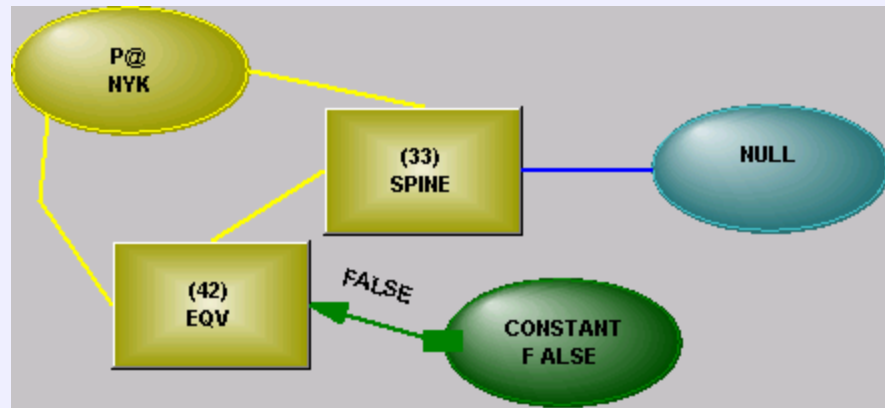 P@
NYK
(33)
SPINE
NULL
(42)
EQV
FALSE
CONSTANT
F ALSE